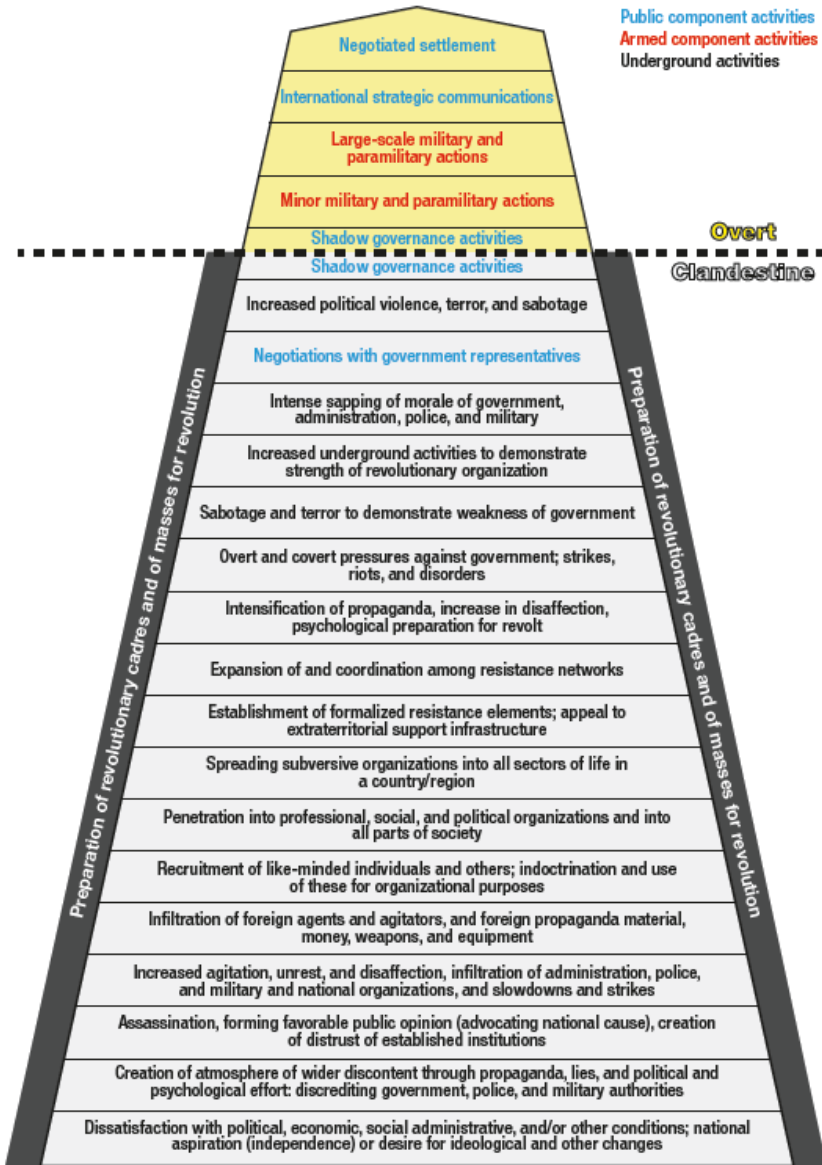 Public component activities
Armed component activities
Underground activities
Negotiated settlement
International strategic communications
Large-scale military and
paramilitary actions
Minor military and paramilitary actions
Shadow governance activities
Overt
Clandestine
Shadow governance activities
Increased political violence, terror, and sabotage
Negotiations with government representatives
Intense sapping of morale of government,
administration, police, and military
Increased underground activities to demonstrate
strength of revolutionary organization
Sabotage and terror to demonstrate weakness of government
Overt and covert pressures against government; strikes,
riots, and disorders
Intensification of propaganda, increase in disaffection,
psychological preparation for revolt
Expansion of and coordination among resistance networks
Establishment of formalized resistance elements; appeal to
extraterritorial support infrastructure
Spreading subversive organizations into all sectors of life in
a country/region
Penetration into professional, social, and political organizations and into
all parts of society
Recruitment of like-minded individuals and others; indoctrination and use
of these for organizational purposes
Infiltration of foreign agents and agitators, and foreign propaganda material,
money, weapons, and equipment
Increased agitation, unrest, and disaffection, infiltration of administration, police,
and military and national organizations, and slowdowns and strikes
Assassination, forming favorable public opinion (advocating national cause), creation
of distrust of established institutions
Creation of atmosphere of wider discontent through propaganda, lies, and political and
psychological effort: discrediting government, police, and military authorities
Dissatisfaction with political, economic, social administrative, and/or other conditions; national
aspiration (independence) or desire for ideological and other changes
Preparation of revolutionary cadres and of masses for revolution
Preparation of revolutionary cadres and of masses for revolution